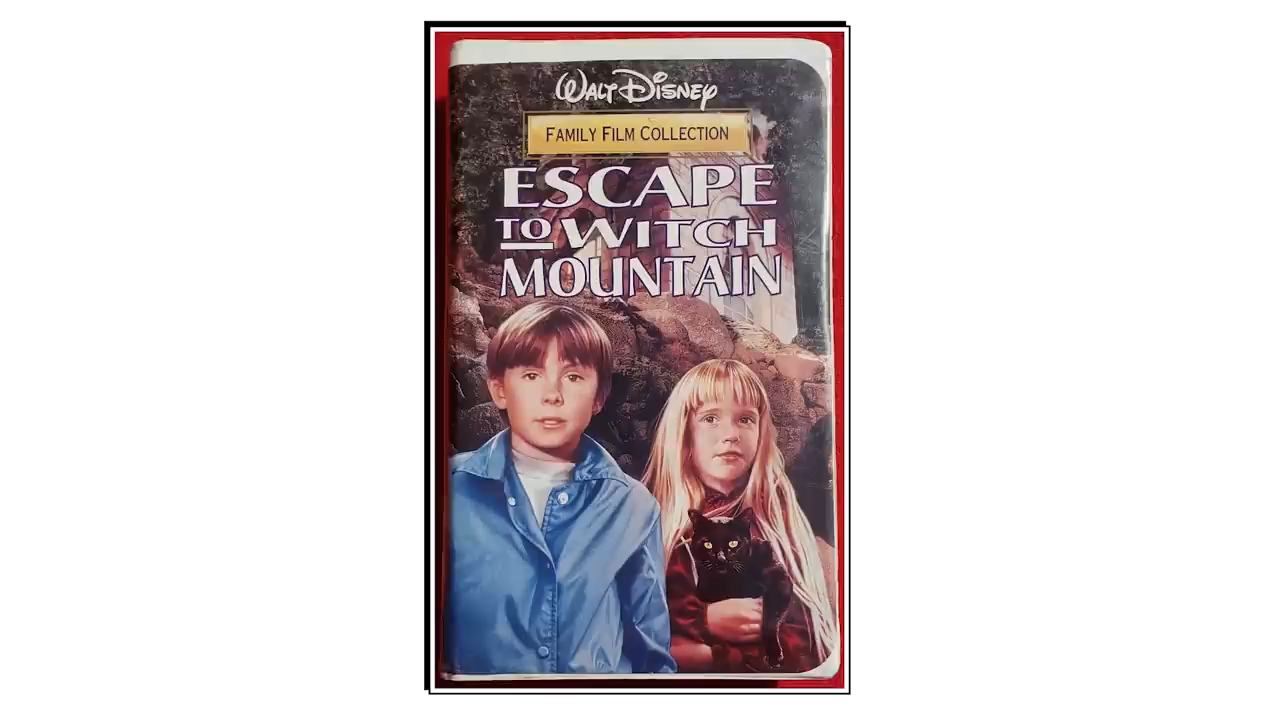 Walt Disney
FAMILY FILM COLLECTION
ESCAPE
TO WITCH
MOUNTAIN